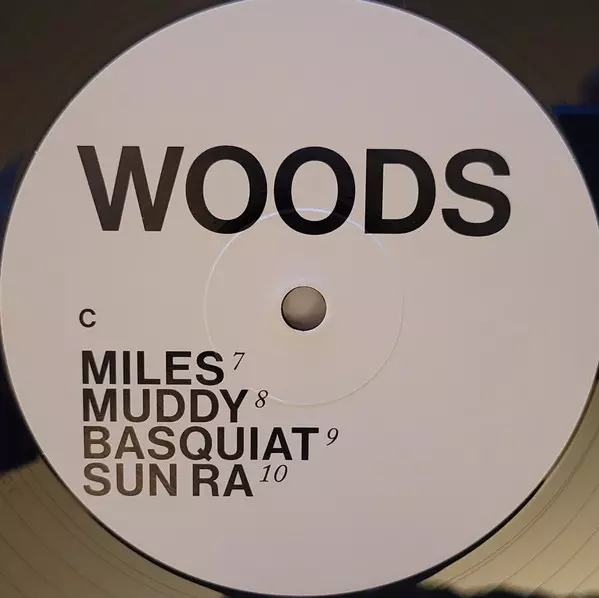 WOODS
C
MILES 7
MUDDY 8
BASQUIAT 9
SUN RA 10